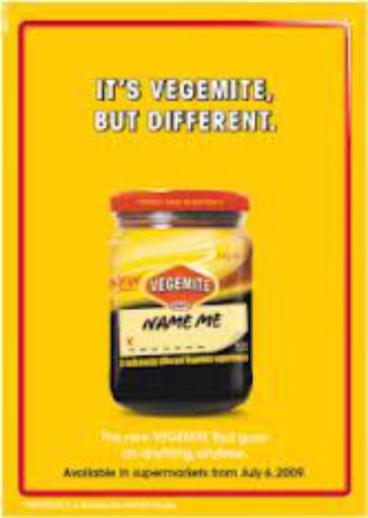 IT'S VEGEMITE,
BUT DIFFERENT.
VEGEMITE
NAME ME
X
The new VEGEMITE that goes
on anything, anytime.
Available in supermarkets from July 6, 2009